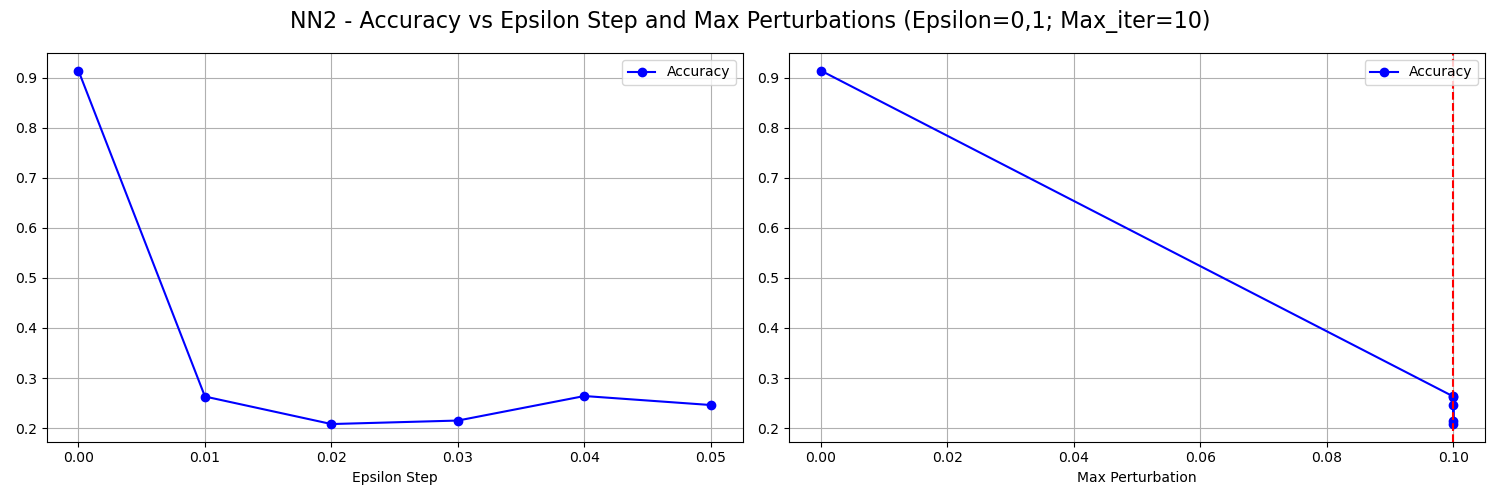 NN2 - Accuracy vs Epsilon Step and Max Perturbations (Epsilon=0,1; Max_iter=10)
Accuracy
0.9
0.8
0.7
0.6
0.5
0.4
0.3
0.2
0.00 0.01 0.02 0.03 0.04 0.05
Epsilon Step
Accuracy
0.9
0.8
0.7
0.6
0.5
0.4
0.3
0.2
0.00 0.02 0.04 0.06 0.08 0.10
Max Perturbation